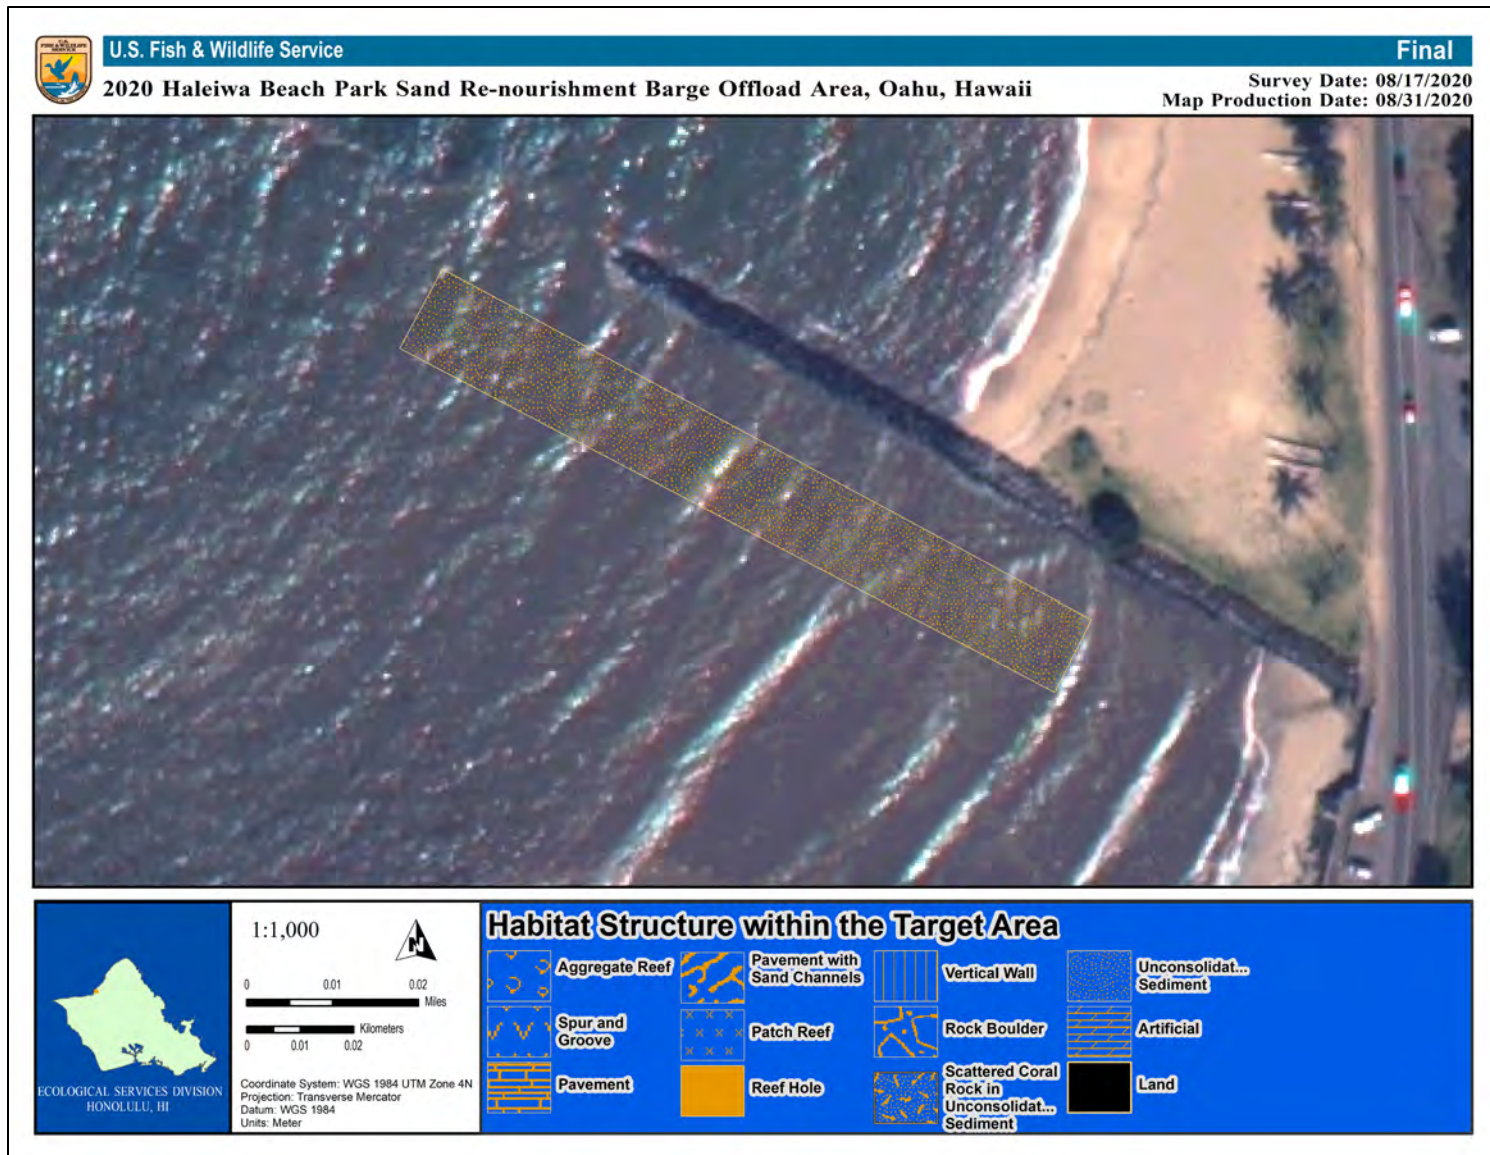 U.S. Fish & Wildlife Service
Final
2020 Haleiwa Beach Park Sand Re-nourishment Barge Offload Area, Oahu, Hawaii
Survey Date: 08/17/2020
Map Production Date: 08/31/2020
U.S.
FISH & WILDLIFE
SERVICE
ECOLOGICAL SERVICES DIVISION
HONOLULU, HI
1:1,000
N
0 0.01 0.02
Miles
Kilometers
0 0.01 0.02
Coordinate System: WGS 1984 UTM Zone 4N
Projection: Transverse Mercator
Datum: WGS 1984
Units: Meter
Habitat Structure within the Target Area
Aggregate Reef
Spur and
Groove
Pavement
Pavement with
Sand Channels
Patch Reef
Reef Hole
Vertical Wall
Rock Boulder
Scattered Coral
Rock in
Unconsolidat...
Sediment
Unconsolidat...
Sediment
Artificial
Land